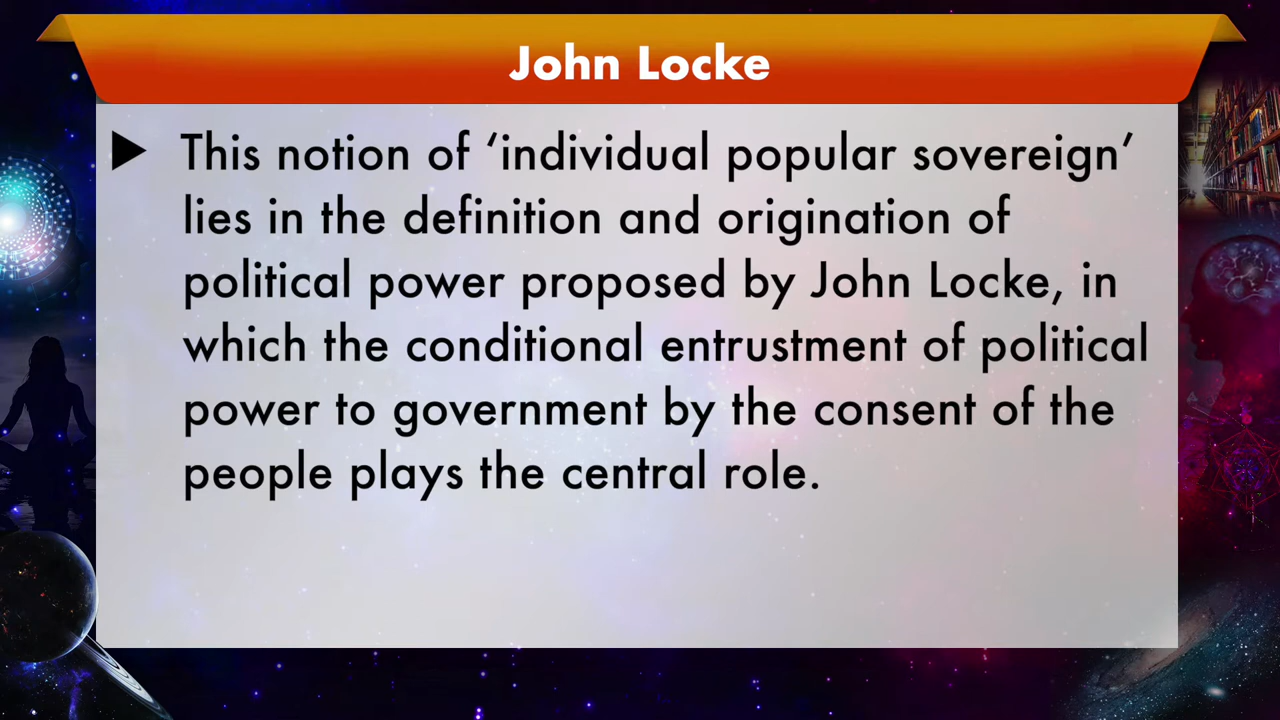 John Locke
▶ This notion of ‘individual popular sovereign’
lies in the definition and origination of
political power proposed by John Locke, in
which the conditional entrustment of political
power to government by the consent of the
people plays the central role.